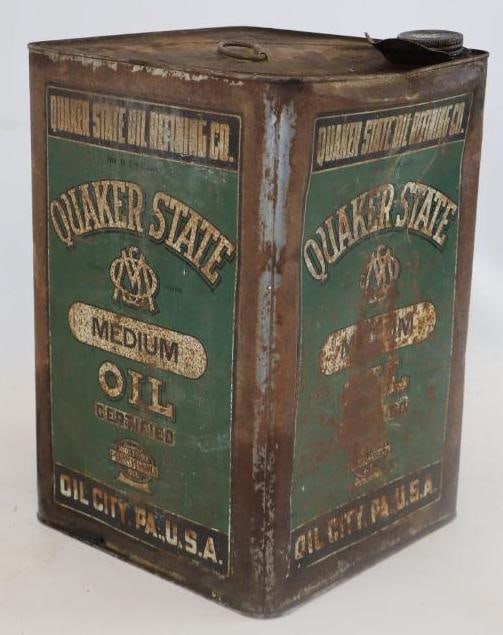 QUAKER STATE OIL REFINING CO.
QUAKER STATE
MEDIUM
OIL
CERTIFIED
OIL CITY, PA., U.S.A.
QUAKER STATE OIL REFINING CO.
QUAKER STATE
OIL CITY, PA., U.S.A.